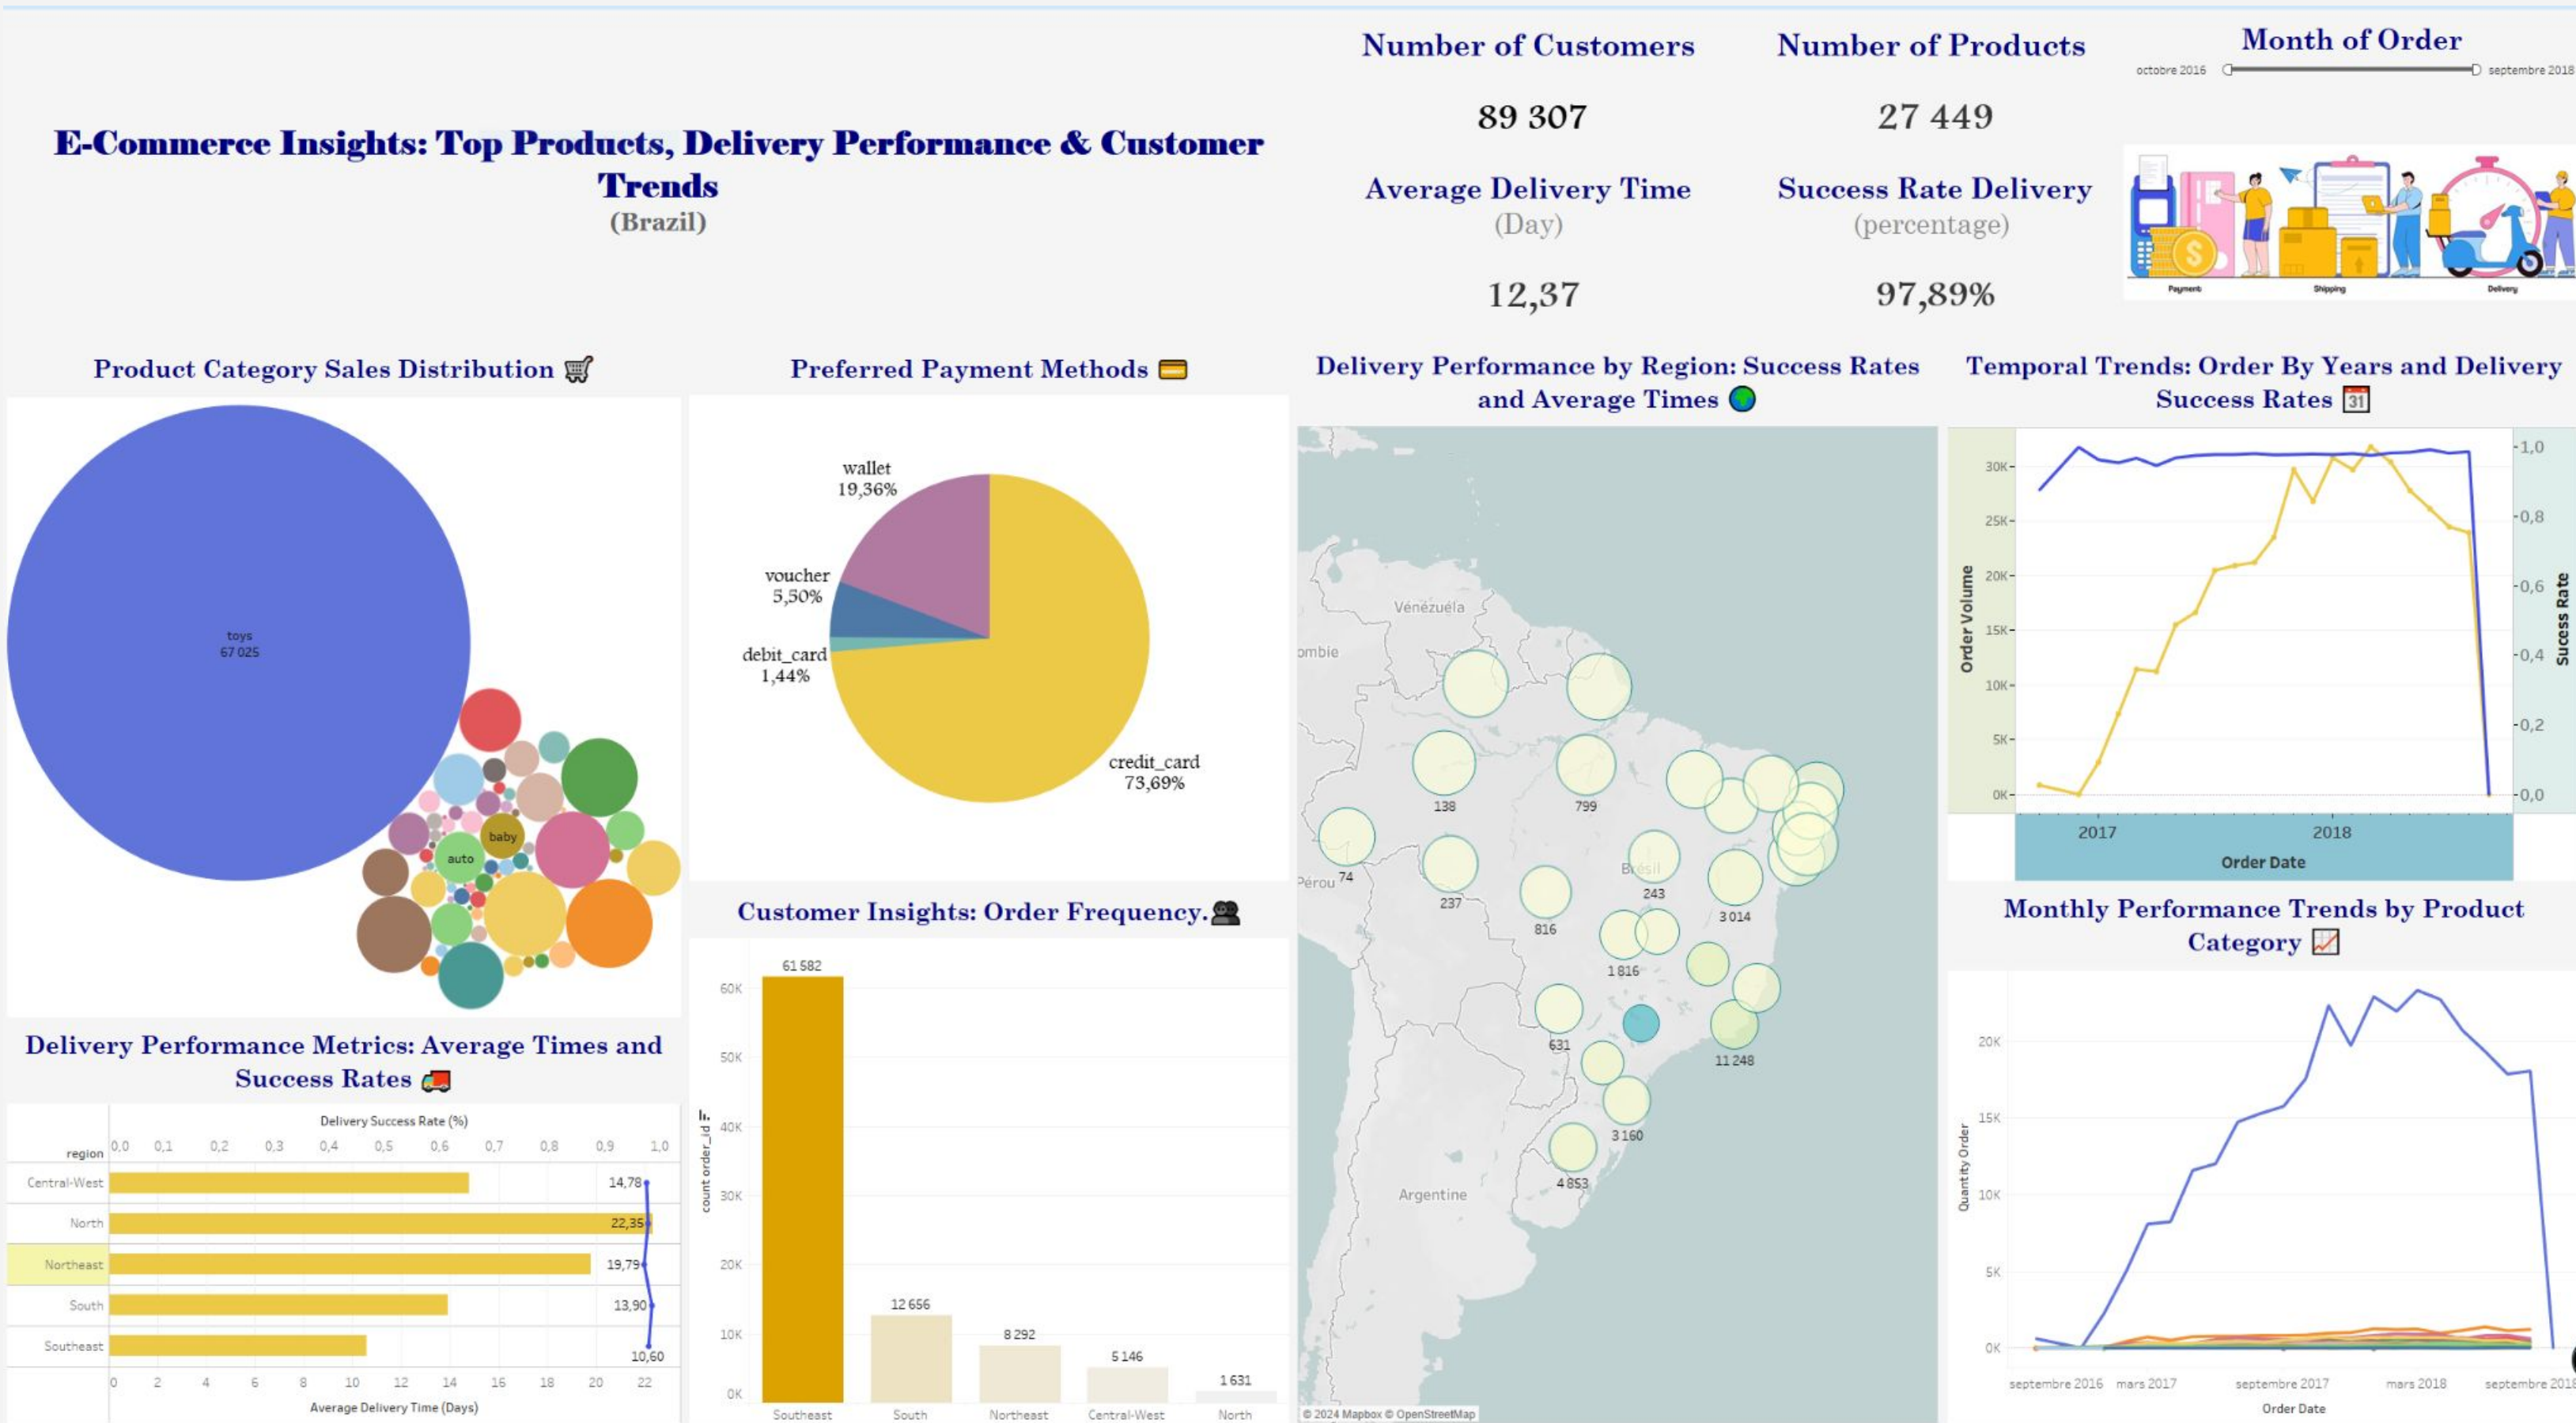 E-Commerce Insights: Top Products, Delivery Performance & Customer
Trends
(Brazil)
Number of Customers
89 307
Number of Products
27 449
Average Delivery Time
(Day)
12,37
Success Rate Delivery
(percentage)
97,89%
Month of Order
octobre 2016
septembre 2018
Payment
Shipping
Delivery
Product Category Sales Distribution
toys
67 025
baby
auto
Preferred Payment Methods
wallet
19,36%
voucher
5,50%
debit_card
1,44%
credit_card
73,69%
Delivery Performance by Region: Success Rates
and Average Times
Vénézuéla
ombie
138
799
74
Pérou
237
Brésil
243
3 014
816
1 816
631
11 248
3 160
4 853
Argentine
© 2024 Mapbox © OpenStreetMap
Temporal Trends: Order By Years and Delivery
Success Rates
31
Order Volume
30K
25K
20K
15K
10K
5K
0K
1,0
0,8
0,6
0,4
0,2
0,0
Sucess Rate
2017
2018
Order Date
Delivery Performance Metrics: Average Times and
Success Rates
Delivery Success Rate (%)
region
0,0 0,1 0,2 0,3 0,4 0,5 0,6 0,7 0,8 0,9 1,0
Central-West 14,78
North 22,35
Northeast 19,79
South 13,90
Southeast 10,60
0 2 4 6 8 10 12 14 16 18 20 22
Average Delivery Time (Days)
Customer Insights: Order Frequency.
count order_id
60K
50K
40K
30K
20K
10K
0K
61 582
12 656
8 292
5 146
1 631
Southeast South Northeast Central-West North
Monthly Performance Trends by Product
Category
Quantity Order
20K
15K
10K
5K
0K
septembre 2016 mars 2017 septembre 2017 mars 2018 septembre 2018
Order Date